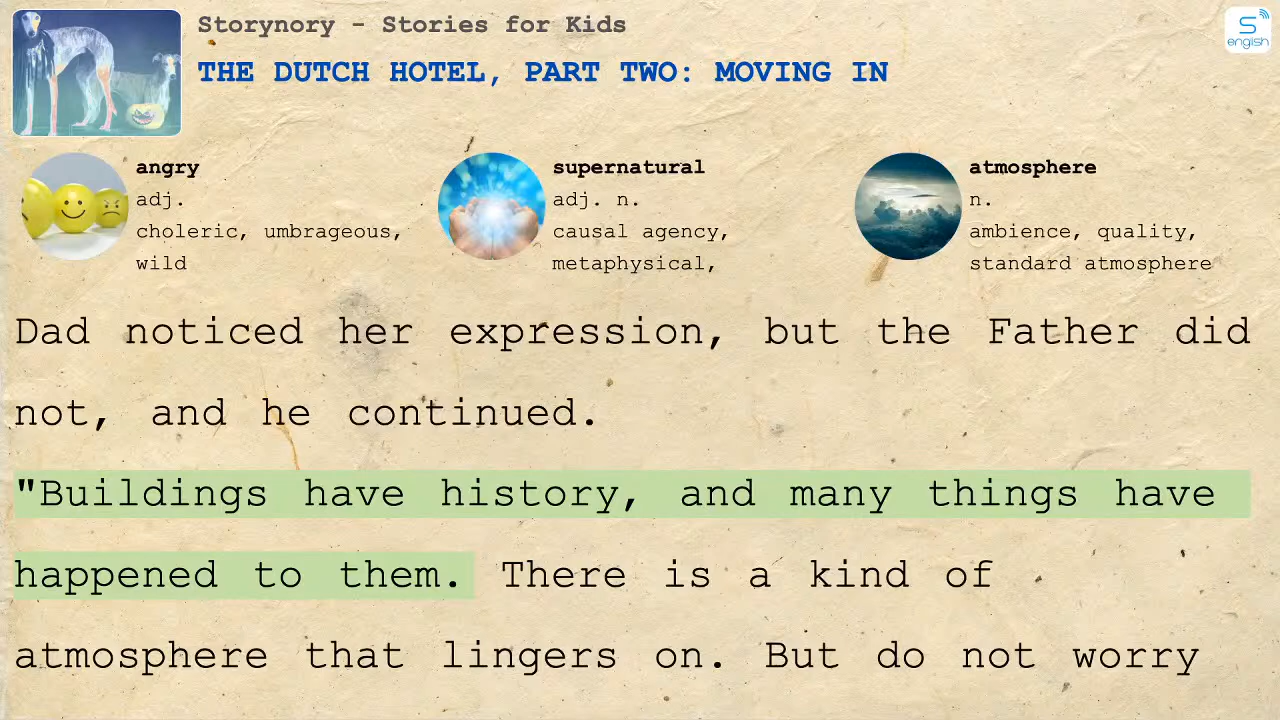 Storynory - Stories for Kids
THE DUTCH HOTEL, PART TWO: MOVING IN
S
english
angry
adj.
choleric, umbrageous,
wild
supernatural
adj. n.
causal agency,
metaphysical,
atmosphere
n.
ambience, quality,
standard atmosphere
Dad noticed her expression, but the Father did
not, and he continued.
"Buildings have history, and many things have
happened to them. There is a kind of
atmosphere that lingers on. But do not worry